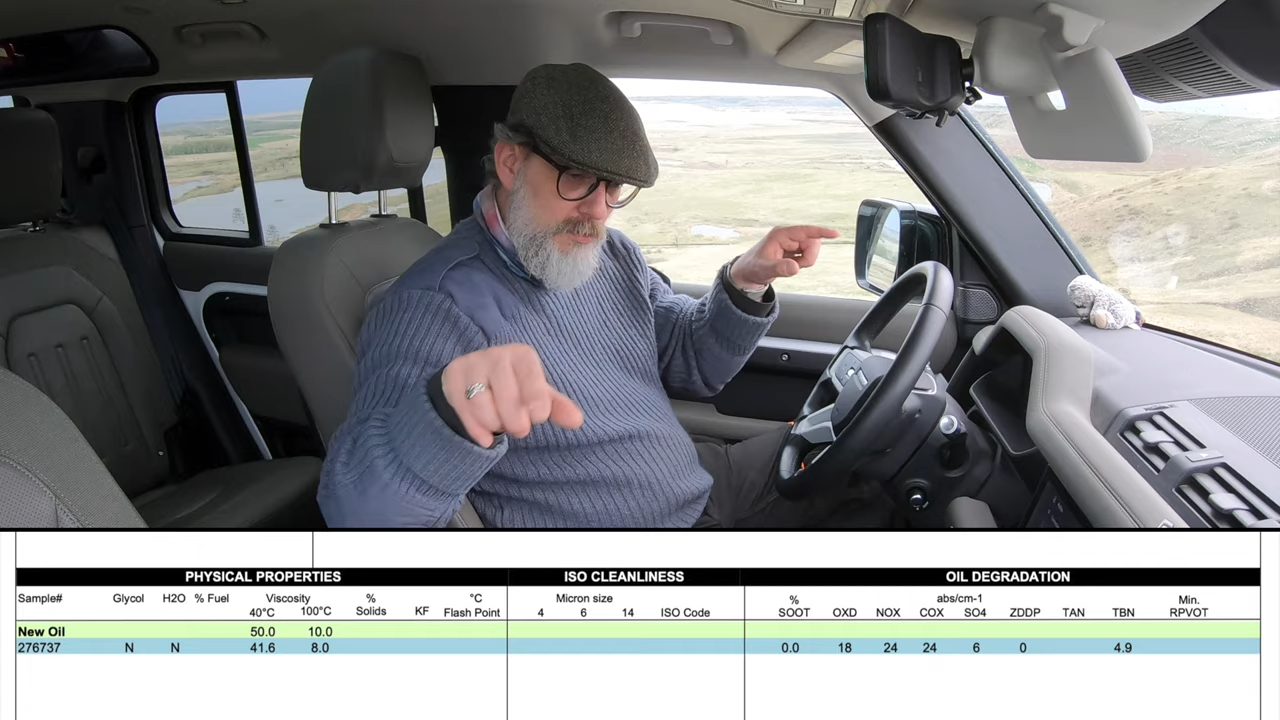 PHYSICAL PROPERTIES ISO CLEANLINESS OIL DEGRADATION
Sample# Glycol H2O % Fuel Viscosity 40°C 100°C % Solids KF °C Flash Point Micron size 4 6 14 ISO Code % SOOT abs/cm-1 OXD NOX COX SO4 ZDDP TAN TBN Min. RPVOT
New Oil 50.0 10.0
276737 N N 41.6 8.0 0.0 18 24 24 6 0 4.9